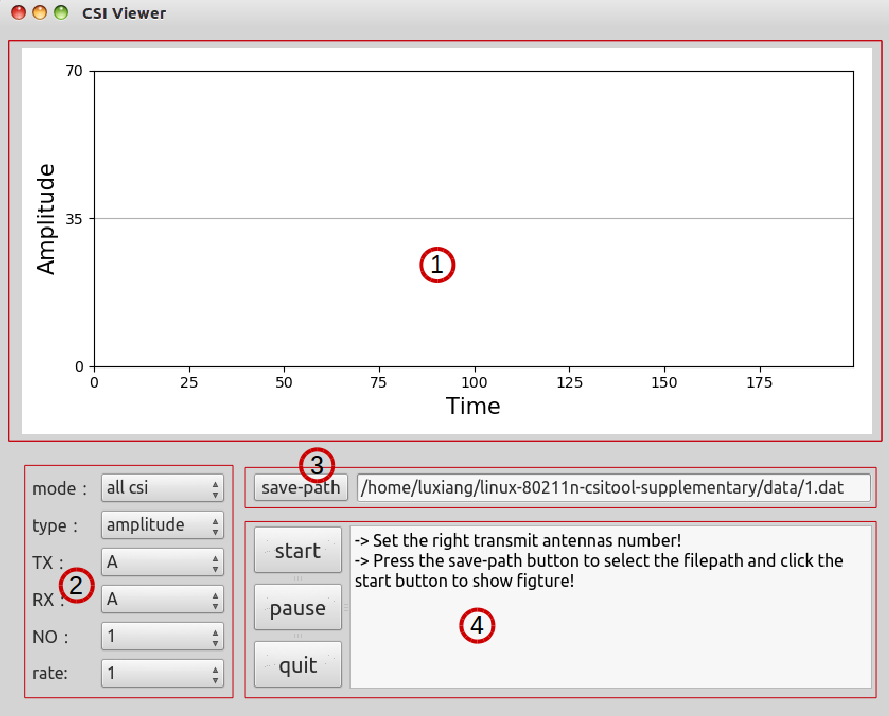 CSI Viewer
70
35
0
Amplitude
0 25 50 75 100 125 150 175
Time
1
mode : all csi
type : amplitude
TX : A
RX : A
NO : 1
rate: 1
2
3
save-path /home/luxiang/linux-80211n-csitool-supplementary/data/1.dat
start
pause
quit
-> Set the right transmit antennas number!
-> Press the save-path button to select the filepath and click the
start button to show figture!
4